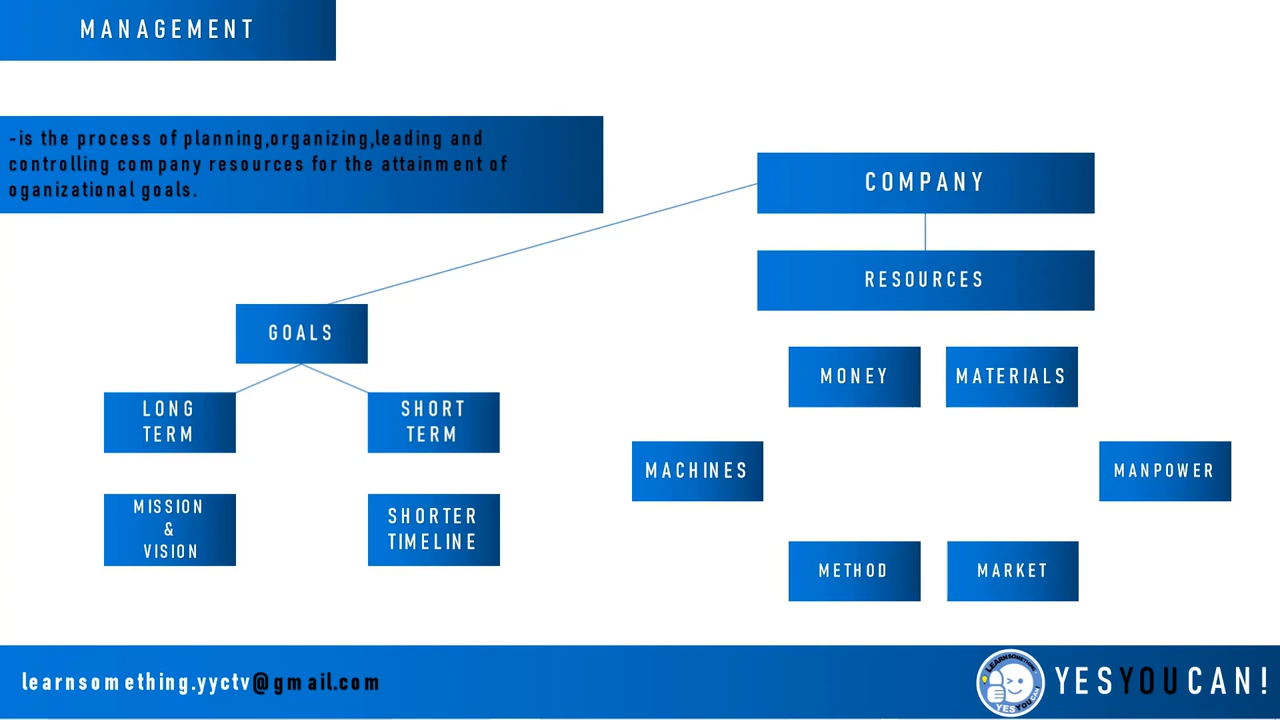 MANAGEMENT
-is the process of planning,organizing,leading and
controlling company resources for the attainment of
oganizational goals.
COMPANY
RESOURCES
GOALS
LONG
TERM
SHORT
TERM
MISSION
&
VISION
SHORTER
TIMELINE
MONEY
MATERIALS
MACHINES
MANPOWER
METHOD
MARKET
learnsomething.yyctv@gmail.com
LEARNSOMETHING
YESYOUCAN
YESYOUCAN!